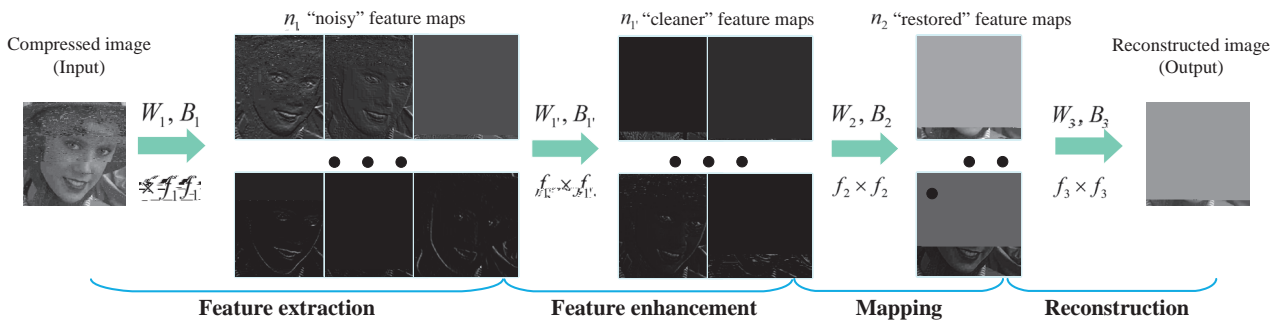 n₁ “noisy” feature maps
n₁' “cleaner” feature maps
n₂ “restored” feature maps
Compressed image
(Input)
Reconstructed image
(Output)
W₁, B₁
W₁', B₁'
W₂, B₂
W₃, B₃
f₂ × f₂
f₃ × f₃
Feature extraction
Feature enhancement
Mapping
Reconstruction